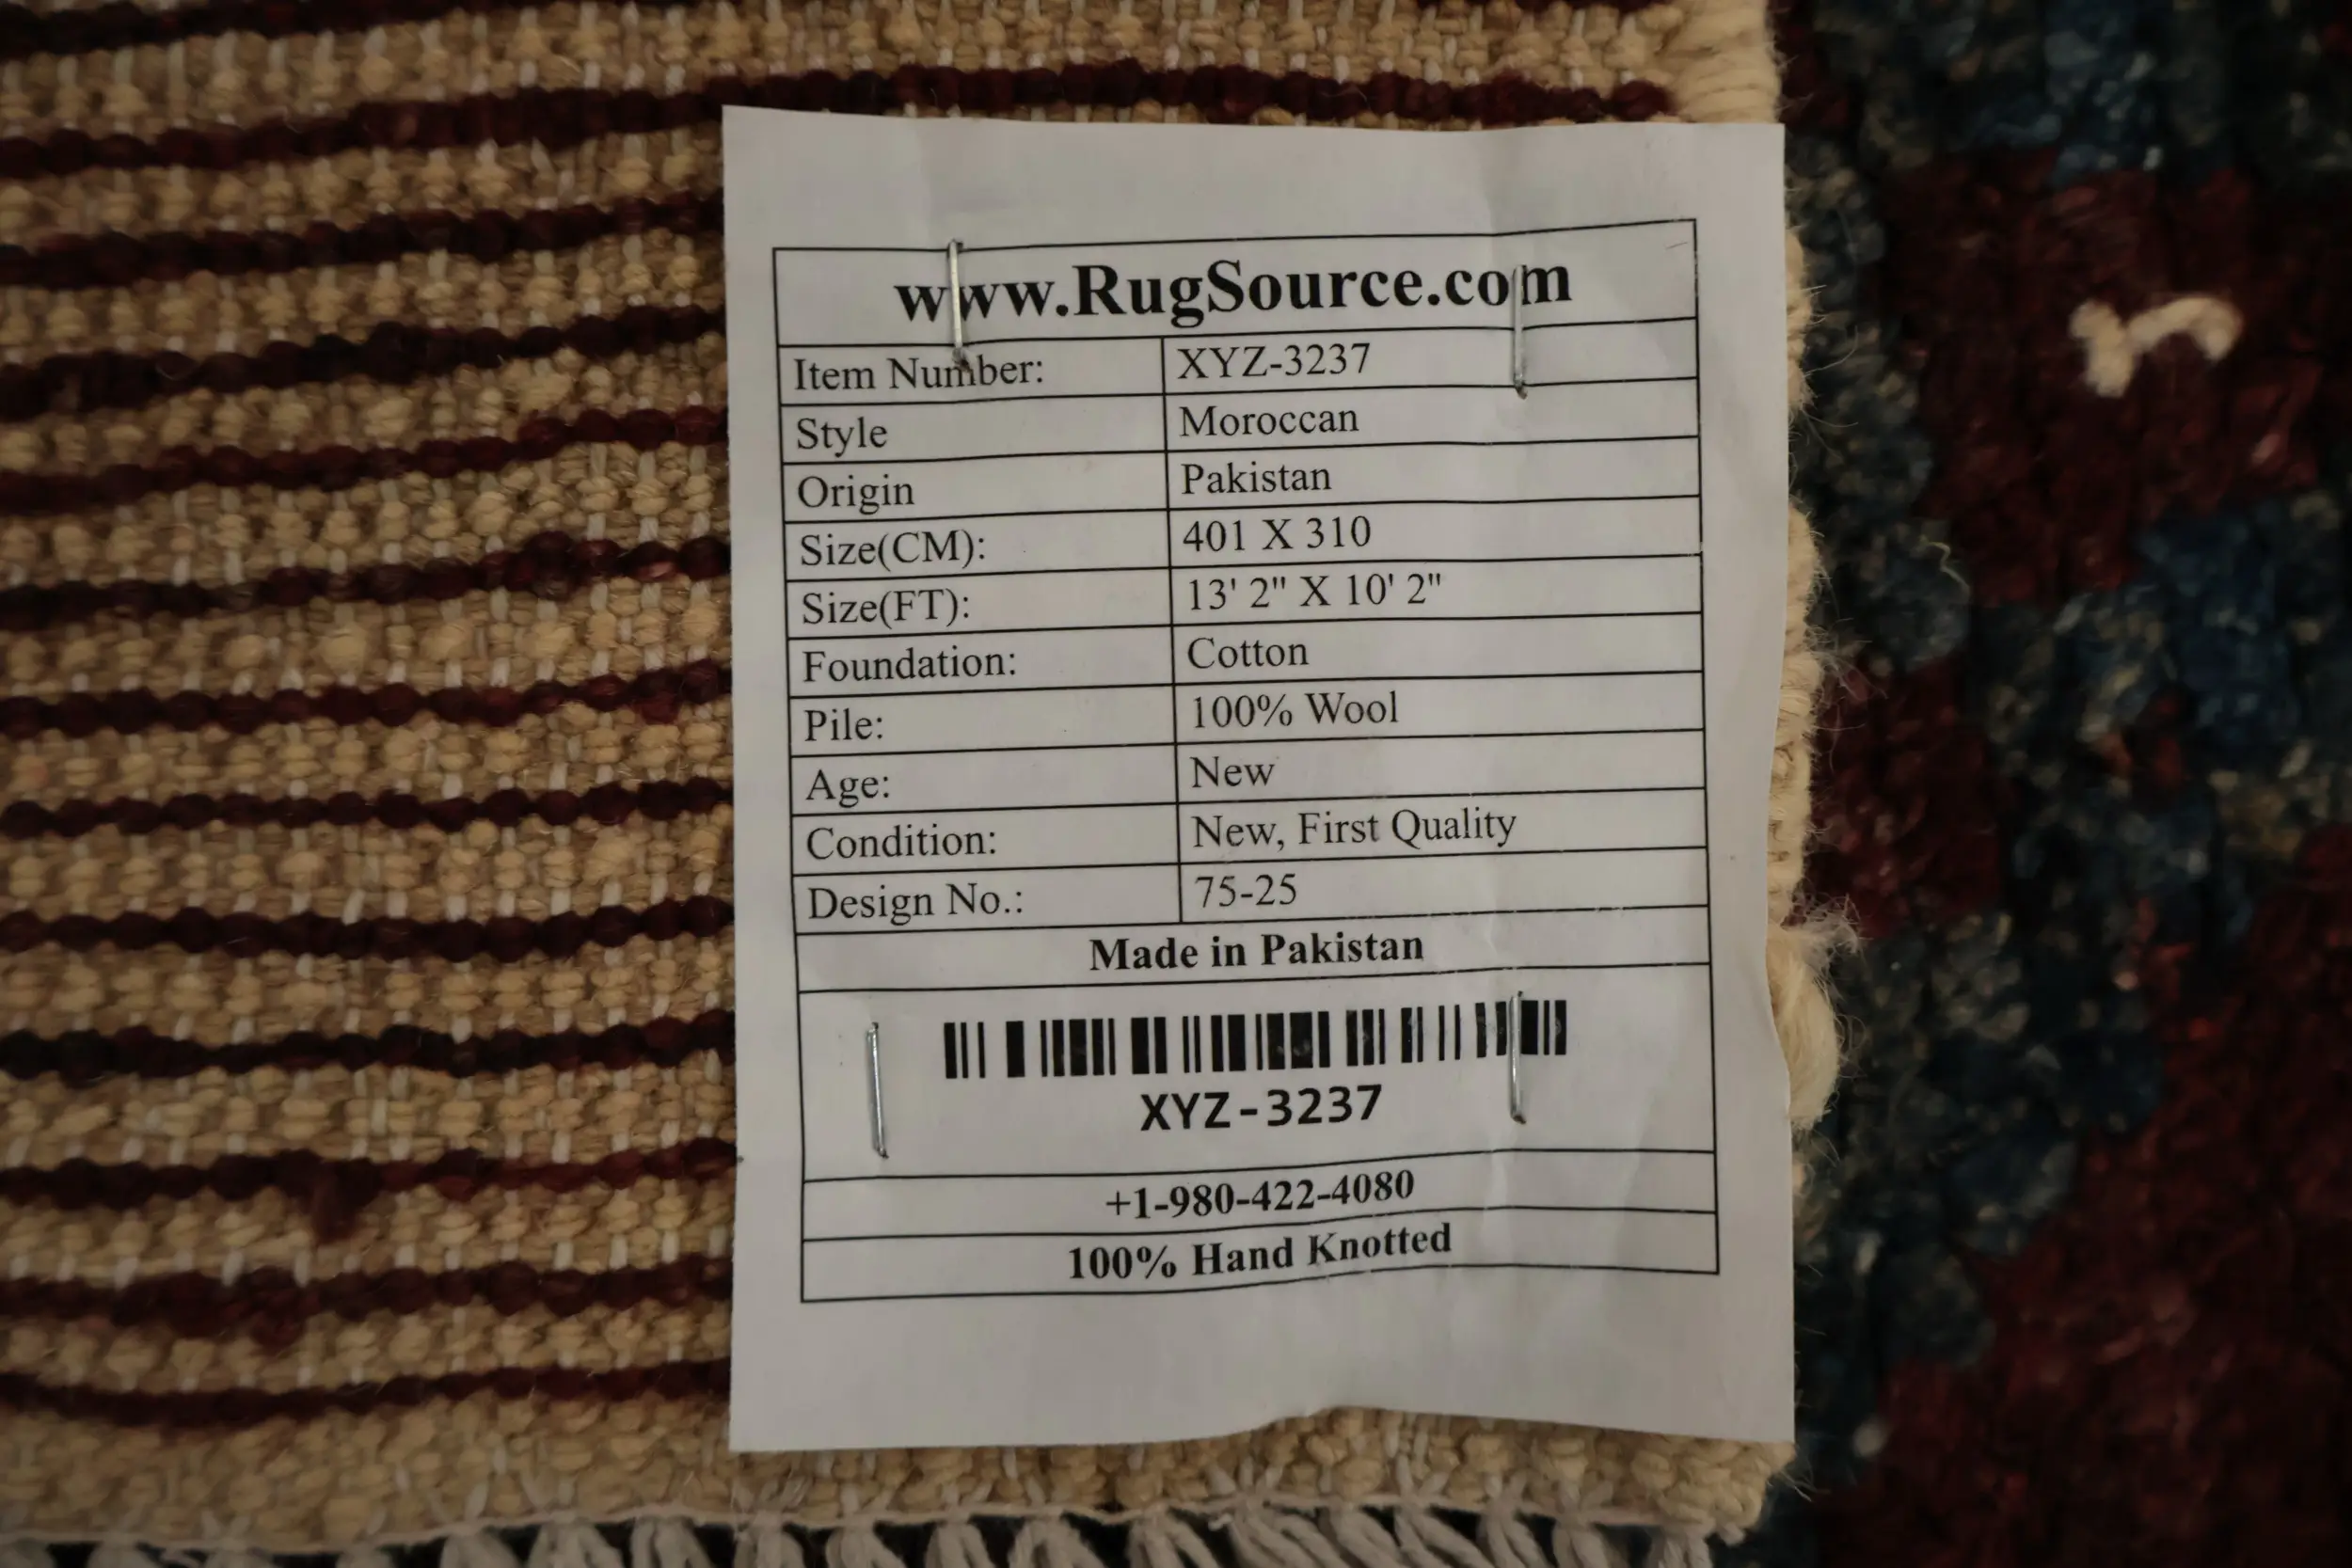 www.RugSource.com
Item Number: XYZ-3237
Style Moroccan
Origin Pakistan
Size(CM): 401 X 310
Size(FT): 13' 2" X 10' 2"
Foundation: Cotton
Pile: 100% Wool
Age: New
Condition: New, First Quality
Design No.: 75-25
Made in Pakistan
XYZ-3237
+1-980-422-4080
100% Hand Knotted